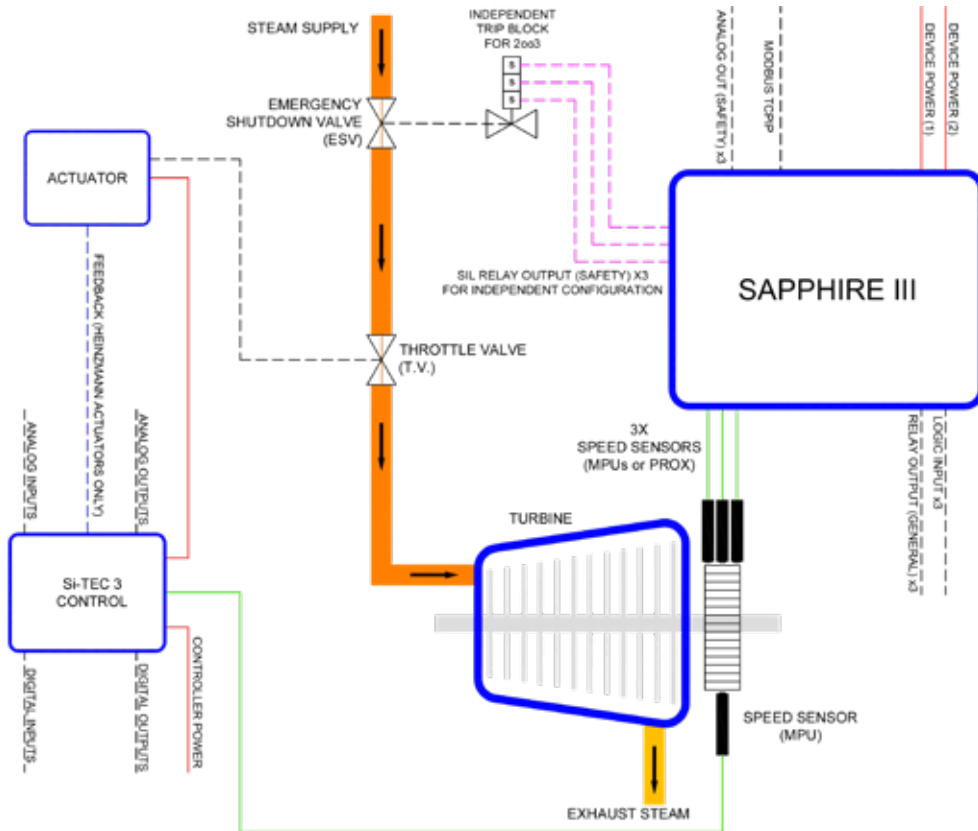 STEAM SUPPLY
INDEPENDENT
TRIP BLOCK
FOR 2oo3
S
S
S
ANALOG OUT (SAFETY) x3
MODBUS TCPIP
DEVICE POWER (1)
DEVICE POWER (2)
EMERGENCY
SHUTDOWN VALVE
(ESV)
ACTUATOR
SIL RELAY OUTPUT (SAFETY) X3
FOR INDEPENDENT CONFIGURATION
SAPPHIRE III
FEEDBACK (HEINZMANN ACTUATORS ONLY)
THROTTLE VALVE
(T.V.)
ANALOG INPUTS
ANALOG OUTPUTS
3X
SPEED SENSORS
(MPUs or PROX)
RELAY OUTPUT (GENERAL) x3
LOGIC INPUT x3
TURBINE
Si-TEC 3
CONTROL
DIGITAL INPUTS
DIGITAL OUTPUTS
CONTROLLER POWER
SPEED SENSOR
(MPU)
EXHAUST STEAM